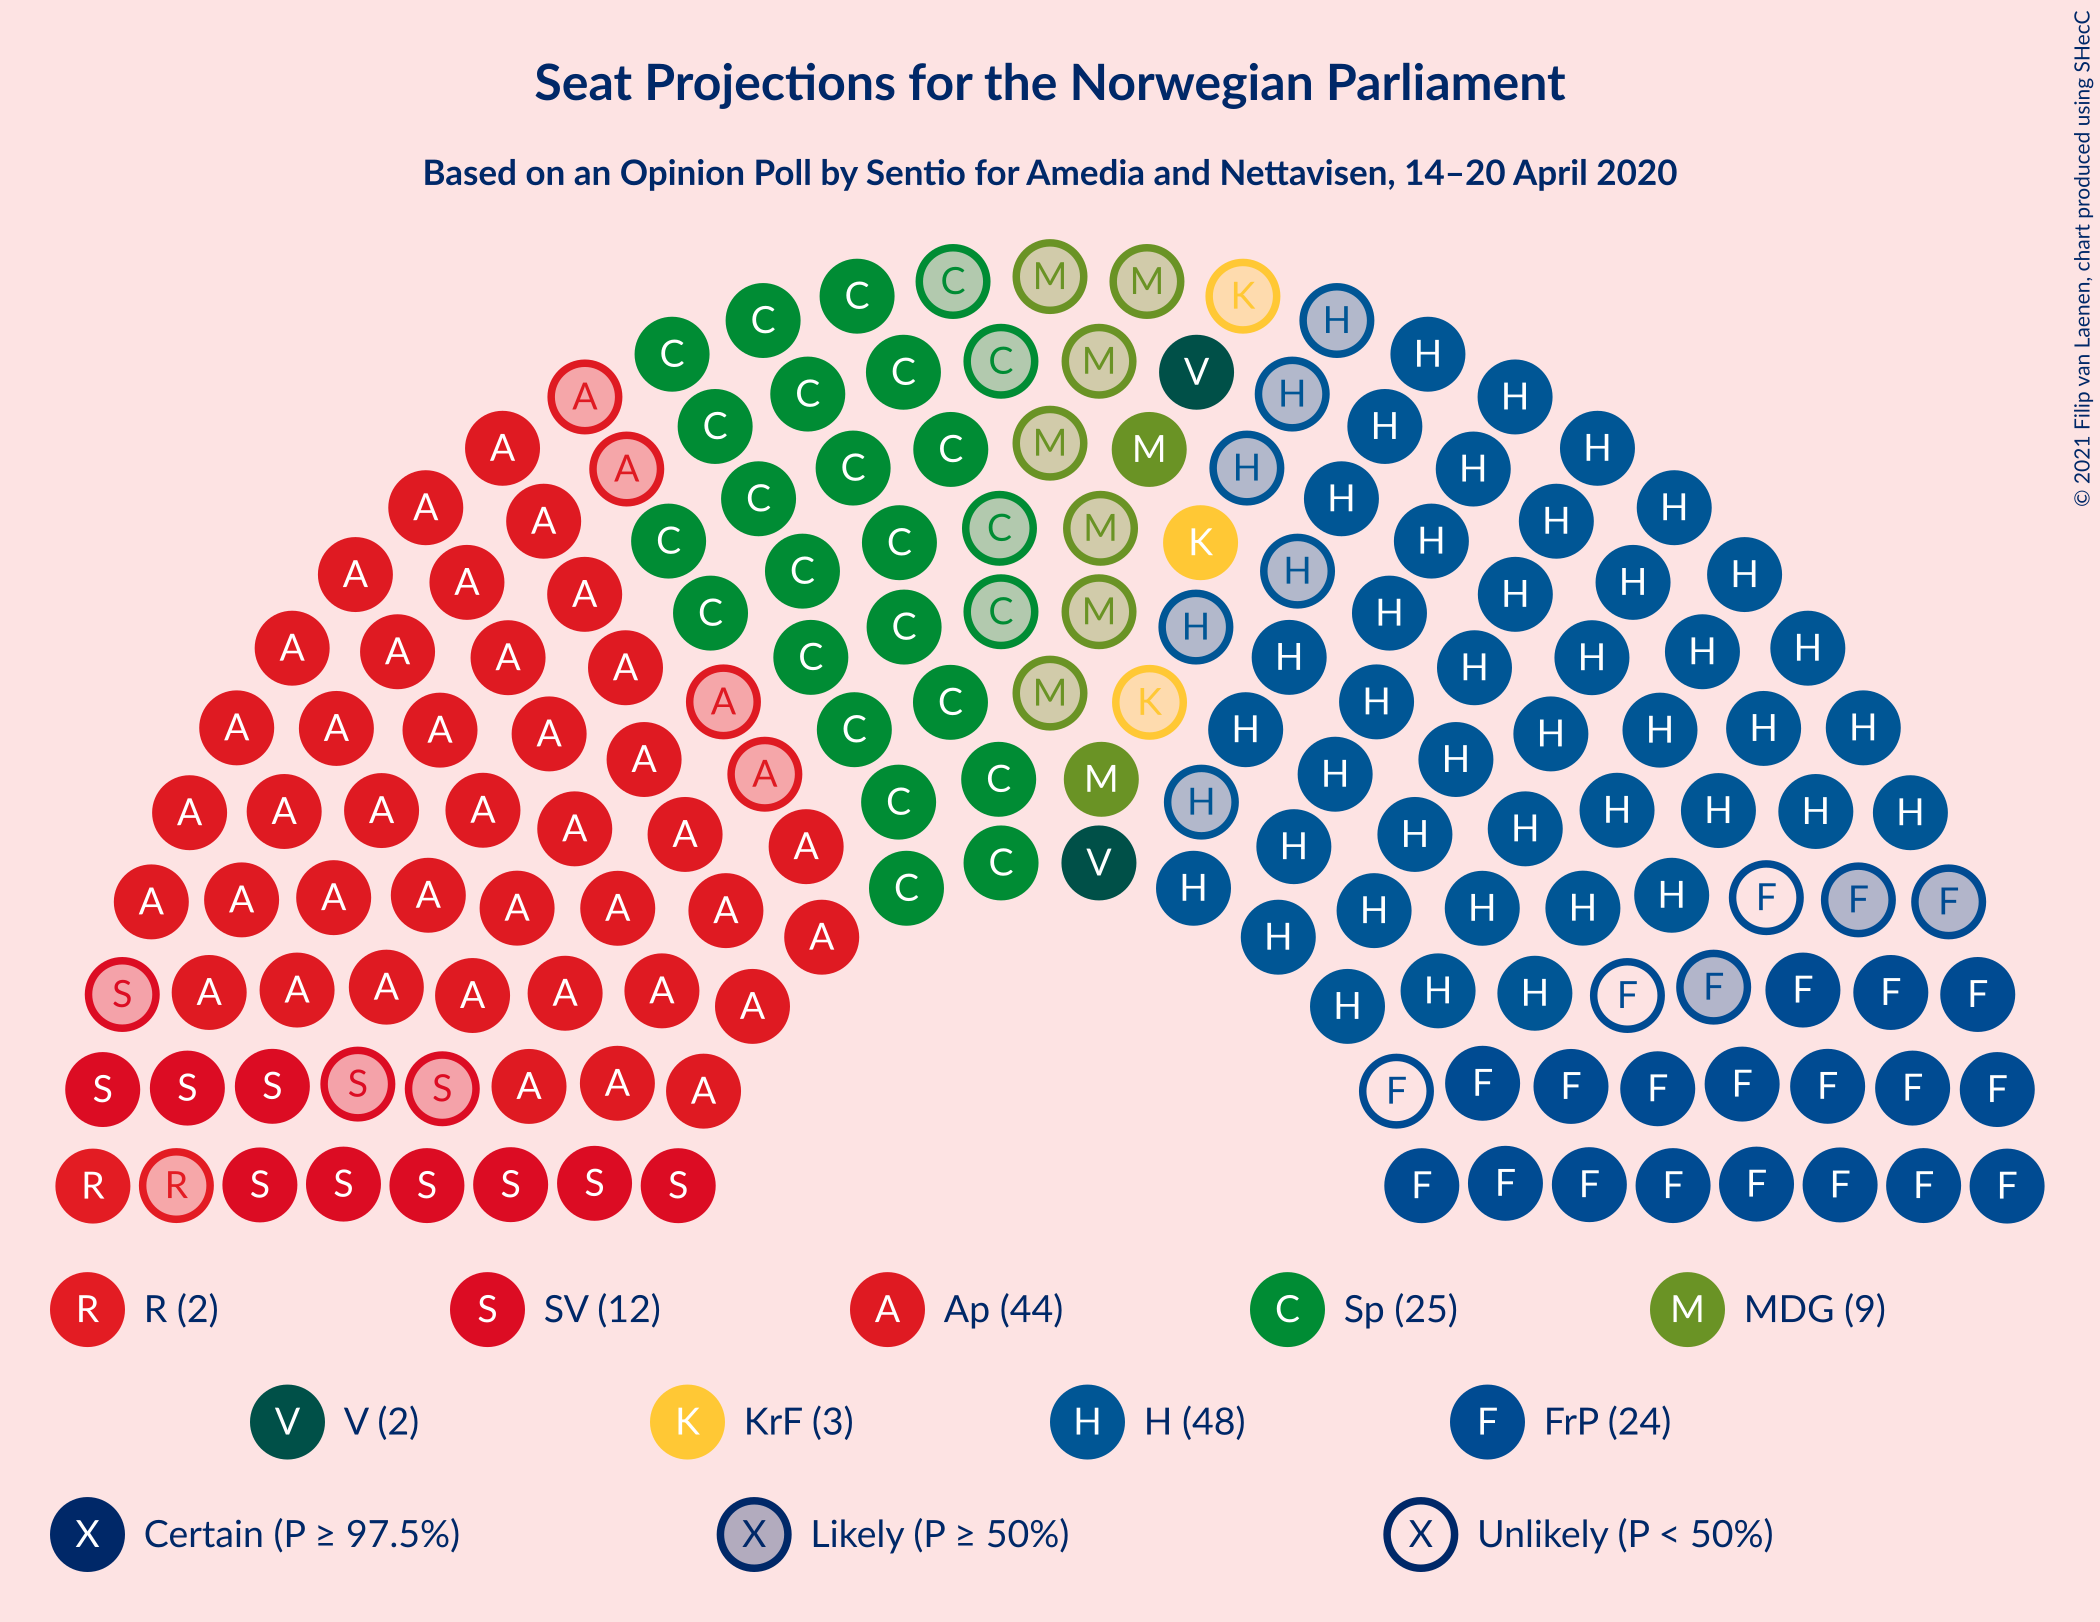 Seat Projections for the Norwegian Parliament
Based on an Opinion Poll by Sentio for Amedia and Nettavisen, 14–20 April 2020
© 2021 Filip van Laenen, chart produced using SHecC
C M M
C K
C H
C H
A C M V H
C C H H
A C H H
A C M M H H
A C C H H
A C C M K H H H
A A C C H H
A A C C M H H H H
A A C H H H
A A A C M K H H H H
A A A C C H H H H
A A A A C C H H H H H
A A A A A C C M H H H H H
A A A A A A A C H H H H H H H
A A A A A A A A C C V H H H H H H F F F
S A A A A A A A H H H F F F F F
S S S S S A A A F F F F F F F F
R R S S S S S S F F F F F F F F
R R (2) S SV (12) A Ap (44) C Sp (25) M MDG (9)
V V (2) K KrF (3) H H (48) F FrP (24)
X Certain (P ≥ 97.5%) X Likely (P ≥ 50%) X Unlikely (P < 50%)